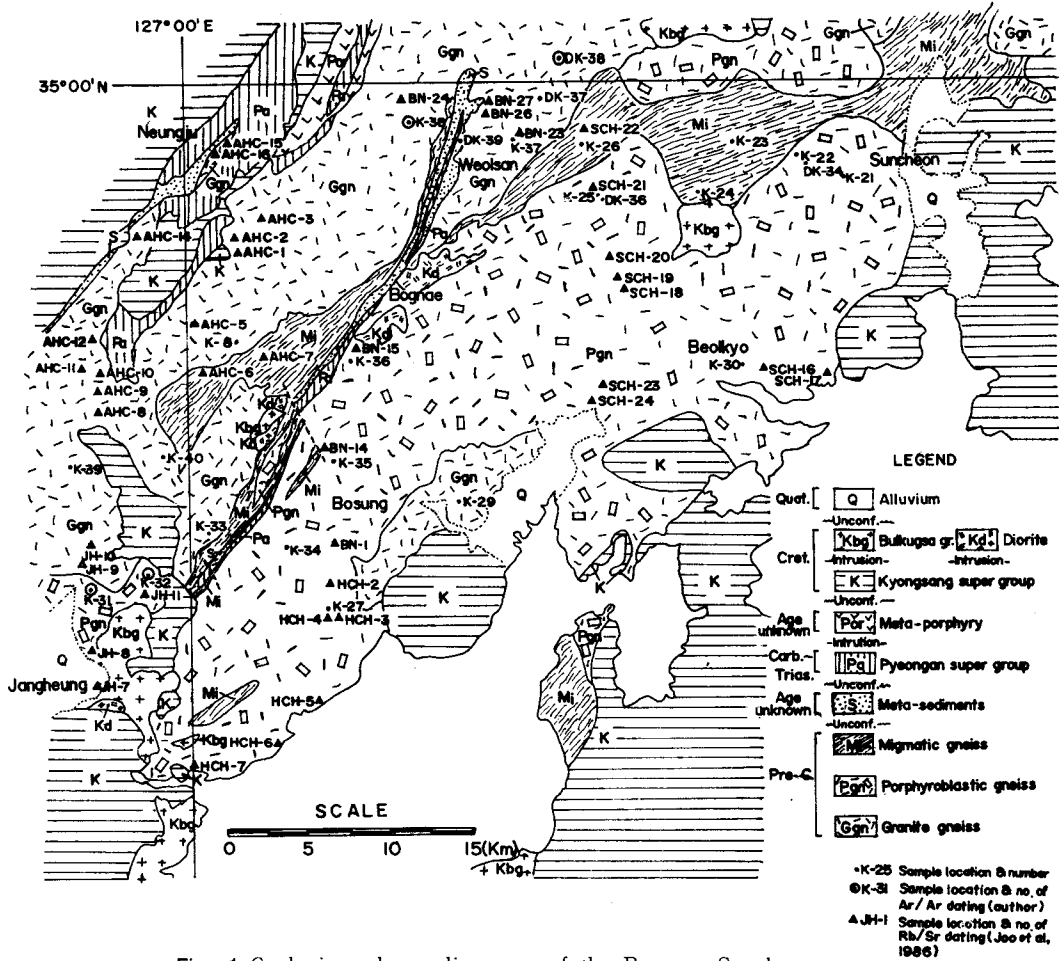 127°00'E
35°00'N
K
Neungju
Pa
Ggn
Kbg
Pgn
Mi
Ggn
DK-38
S
BN-24
BN-27
DK-37
BN-26
K-38
BN-23
K-37
SCH-22
K-26
DK-39
Weolsan
K-23
K-22
DK-34
K-21
Suncheon
Q
AHC-15
AHC-16
SCH-21
K-25
DK-36
K-24
Kbg
AHC-3
AHC-14
AHC-2
AHC-1
SCH-20
SCH-19
SCH-18
Kd
Bognae
AHC-5
K-8
AHC-12
AHC-7
BN-15
K-36
Pgn
Beolkyo
K-30
SCH-16
SCH-17
AHC-11
AHC-10
AHC-6
AHC-9
AHC-8
SCH-23
SCH-24
Kbg
BN-14
K-35
K-39
K-40
Ggn
Mi
Bosung
Ggn
K-29
Q
K-33
Pgn
Pa
K-34
BN-1
JH-10
JH-9
K-32
JH-11
K-31
Mi
HCH-2
K-27
HCH-4
HCH-3
K
Pgn
Kbg
JH-8
Q
Jangheung
JH-7
Kd
Mi
HCH-5
Kbg
HCH-6
HCH-7
Pgn
Mi
K
Kbg
SCALE
0 5 10 15(Km)
Kbg
LEGEND
Quat. Q Alluvium
~Unconf.~
Cret. Kbg Bulkugsa gr. Kd Diorite
-Intrusion- -Intrusion-
K Kyongsang super group
~Unconf.~
Age unknown Por Meta-porphyry
-Intrution-
Carb.- Trias. Pa Pyeongan super group
~Unconf.~
Age unknown S Meta-sediments
~Unconf.~
Pre-C. Mi Migmatic gneiss
Pgn Porphyroblastic gneiss
Ggn Granite gneiss
•K-25 Sample location & number
K-31 Sample location & no. of
Ar/Ar dating (author)
▲JH-1 Sample location & no. of
Rb/Sr dating (Joo et al,
1986)